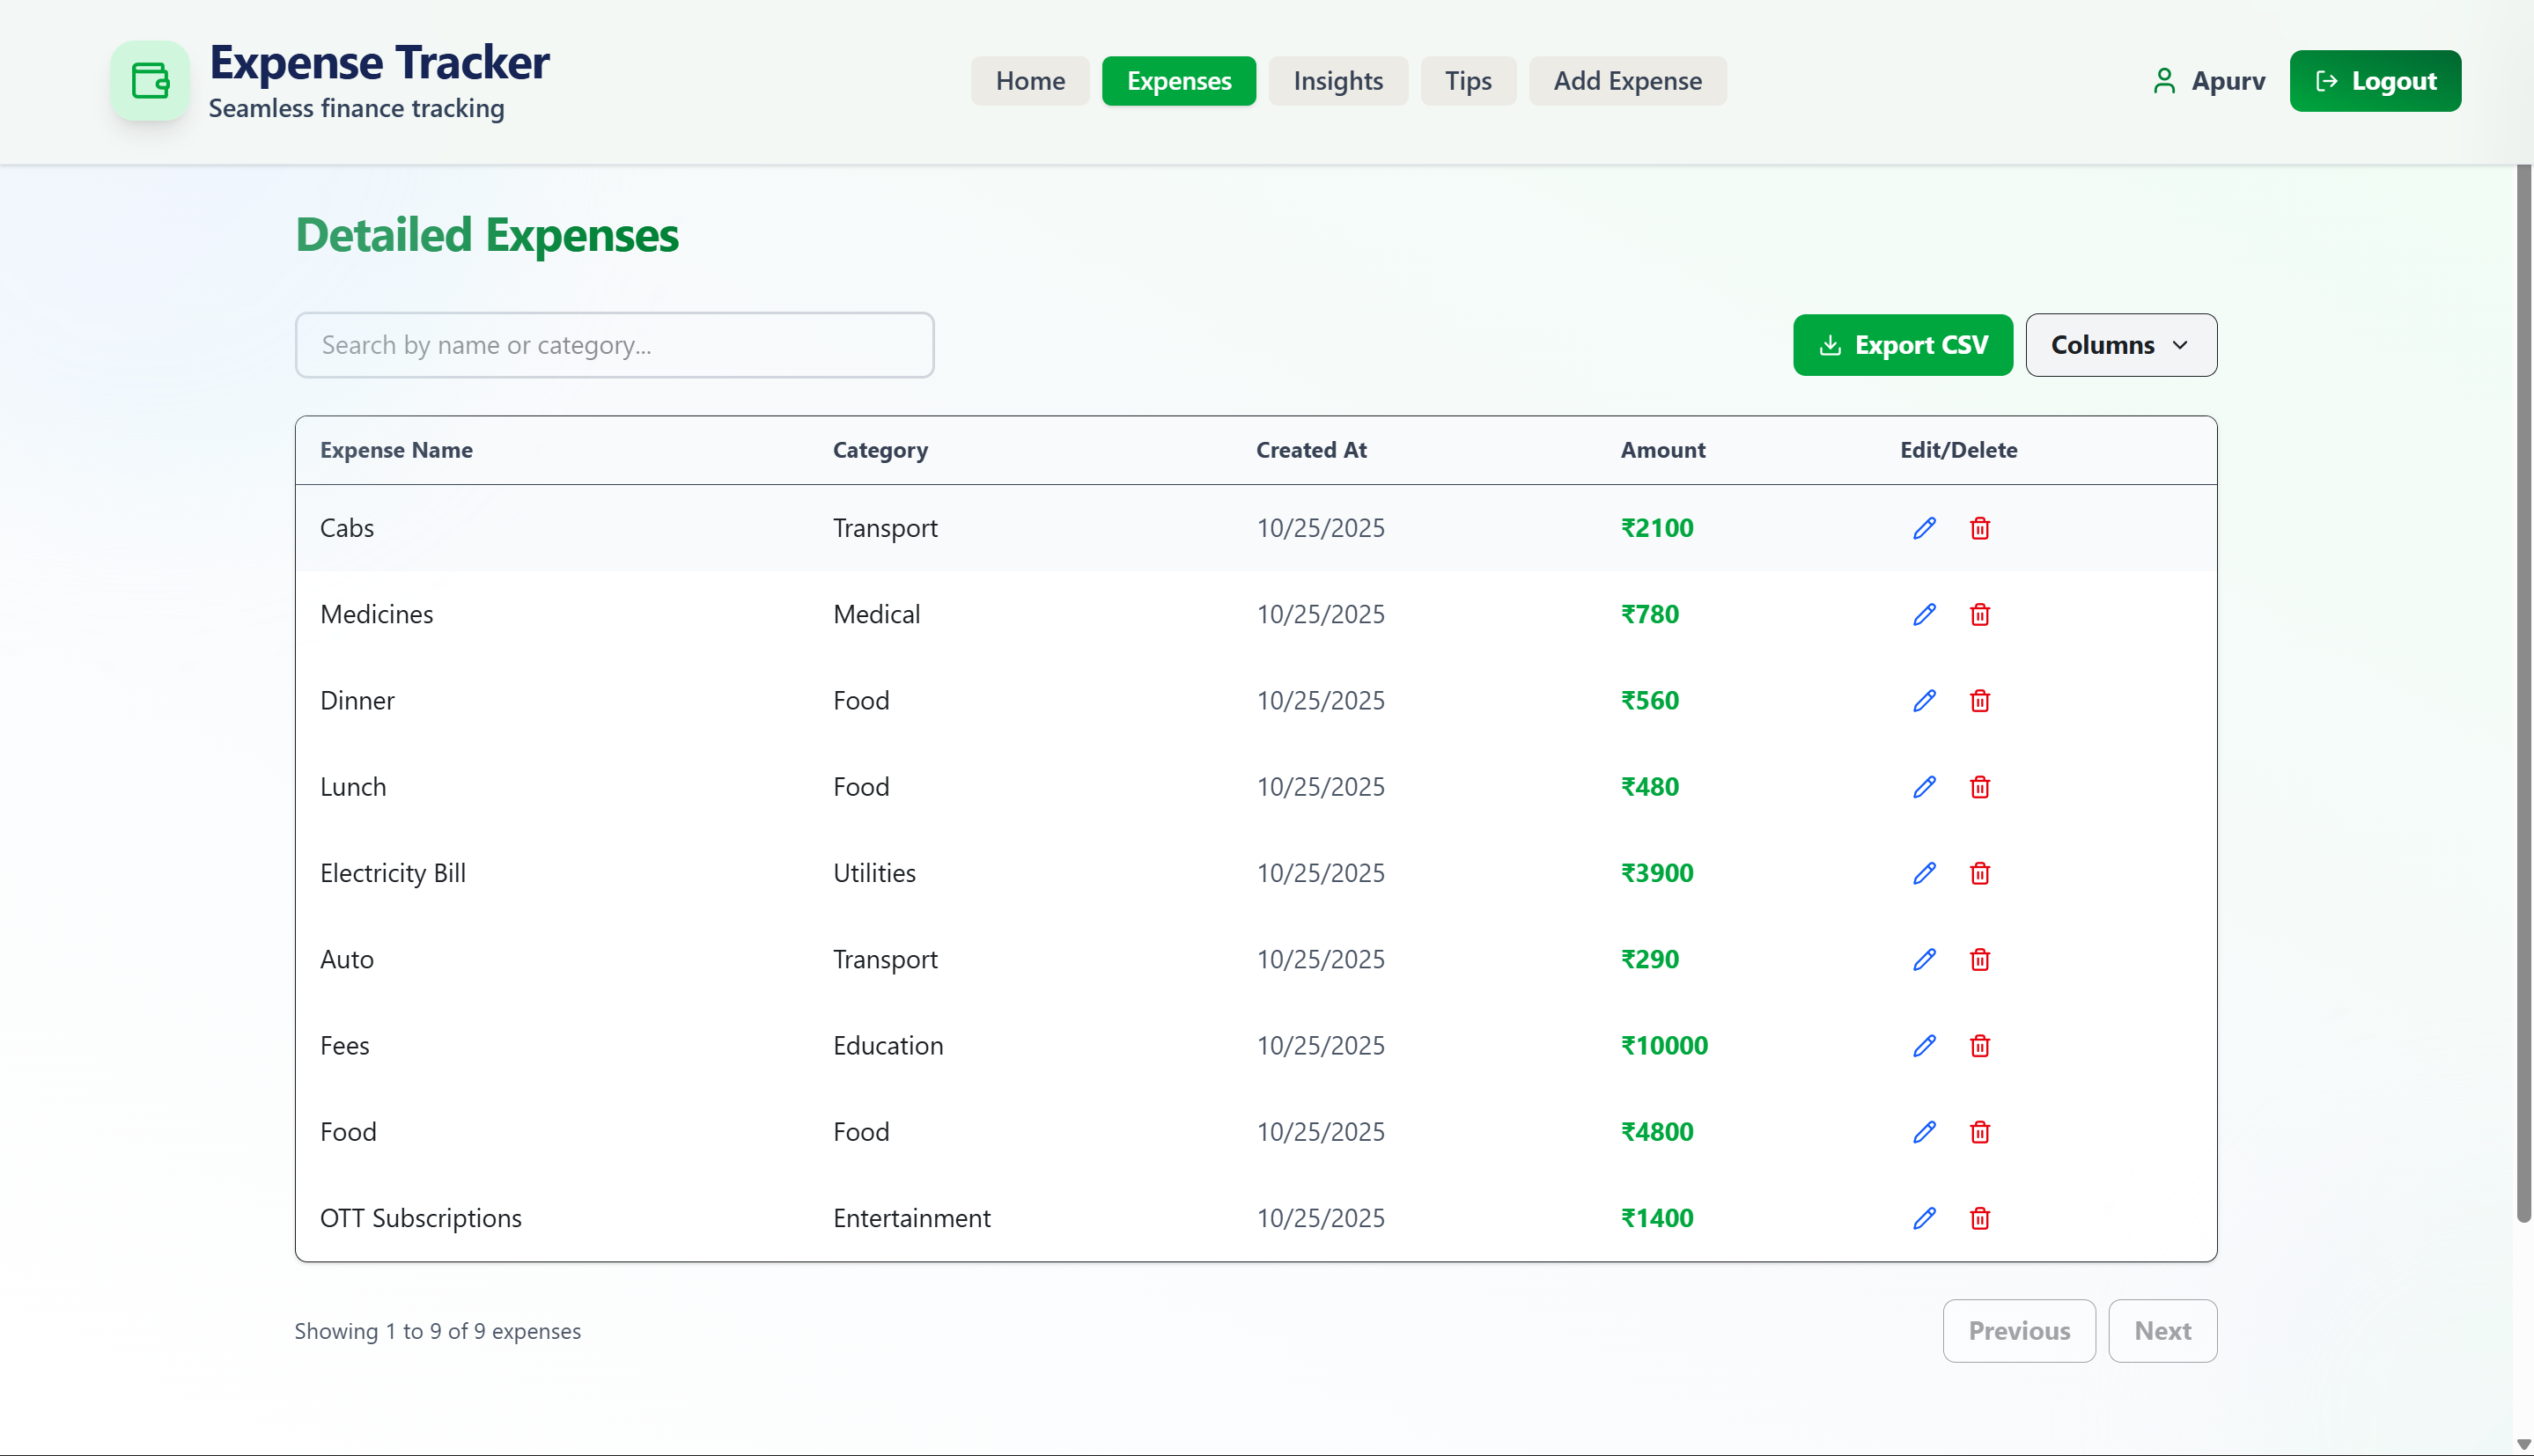 Expense Tracker
Seamless finance tracking
Home Expenses Insights Tips Add Expense
Apurv Logout
Detailed Expenses
Search by name or category...
Export CSV Columns
Expense Name Category Created At Amount Edit/Delete
Cabs Transport 10/25/2025 ₹2100
Medicines Medical 10/25/2025 ₹780
Dinner Food 10/25/2025 ₹560
Lunch Food 10/25/2025 ₹480
Electricity Bill Utilities 10/25/2025 ₹3900
Auto Transport 10/25/2025 ₹290
Fees Education 10/25/2025 ₹10000
Food Food 10/25/2025 ₹4800
OTT Subscriptions Entertainment 10/25/2025 ₹1400
Showing 1 to 9 of 9 expenses
Previous Next